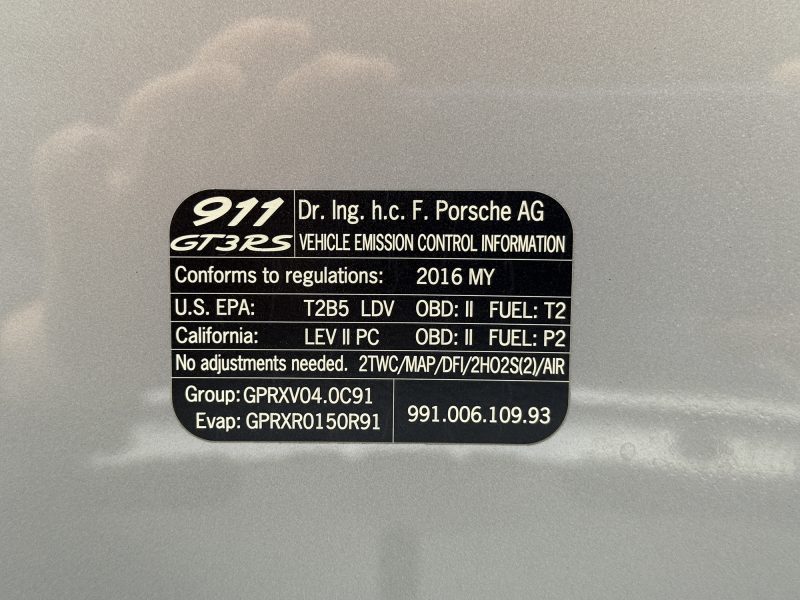 911 Dr. Ing. h.c. F. Porsche AG
GT3RS VEHICLE EMISSION CONTROL INFORMATION
Conforms to regulations: 2016 MY
U.S. EPA: T2B5 LDV OBD: II FUEL: T2
California: LEV II PC OBD: II FUEL: P2
No adjustments needed. 2TWC/MAP/DFI/2HO2S(2)/AIR
Group: GPRXV04.0C91
Evap: GPRXR0150R91
991.006.109.93